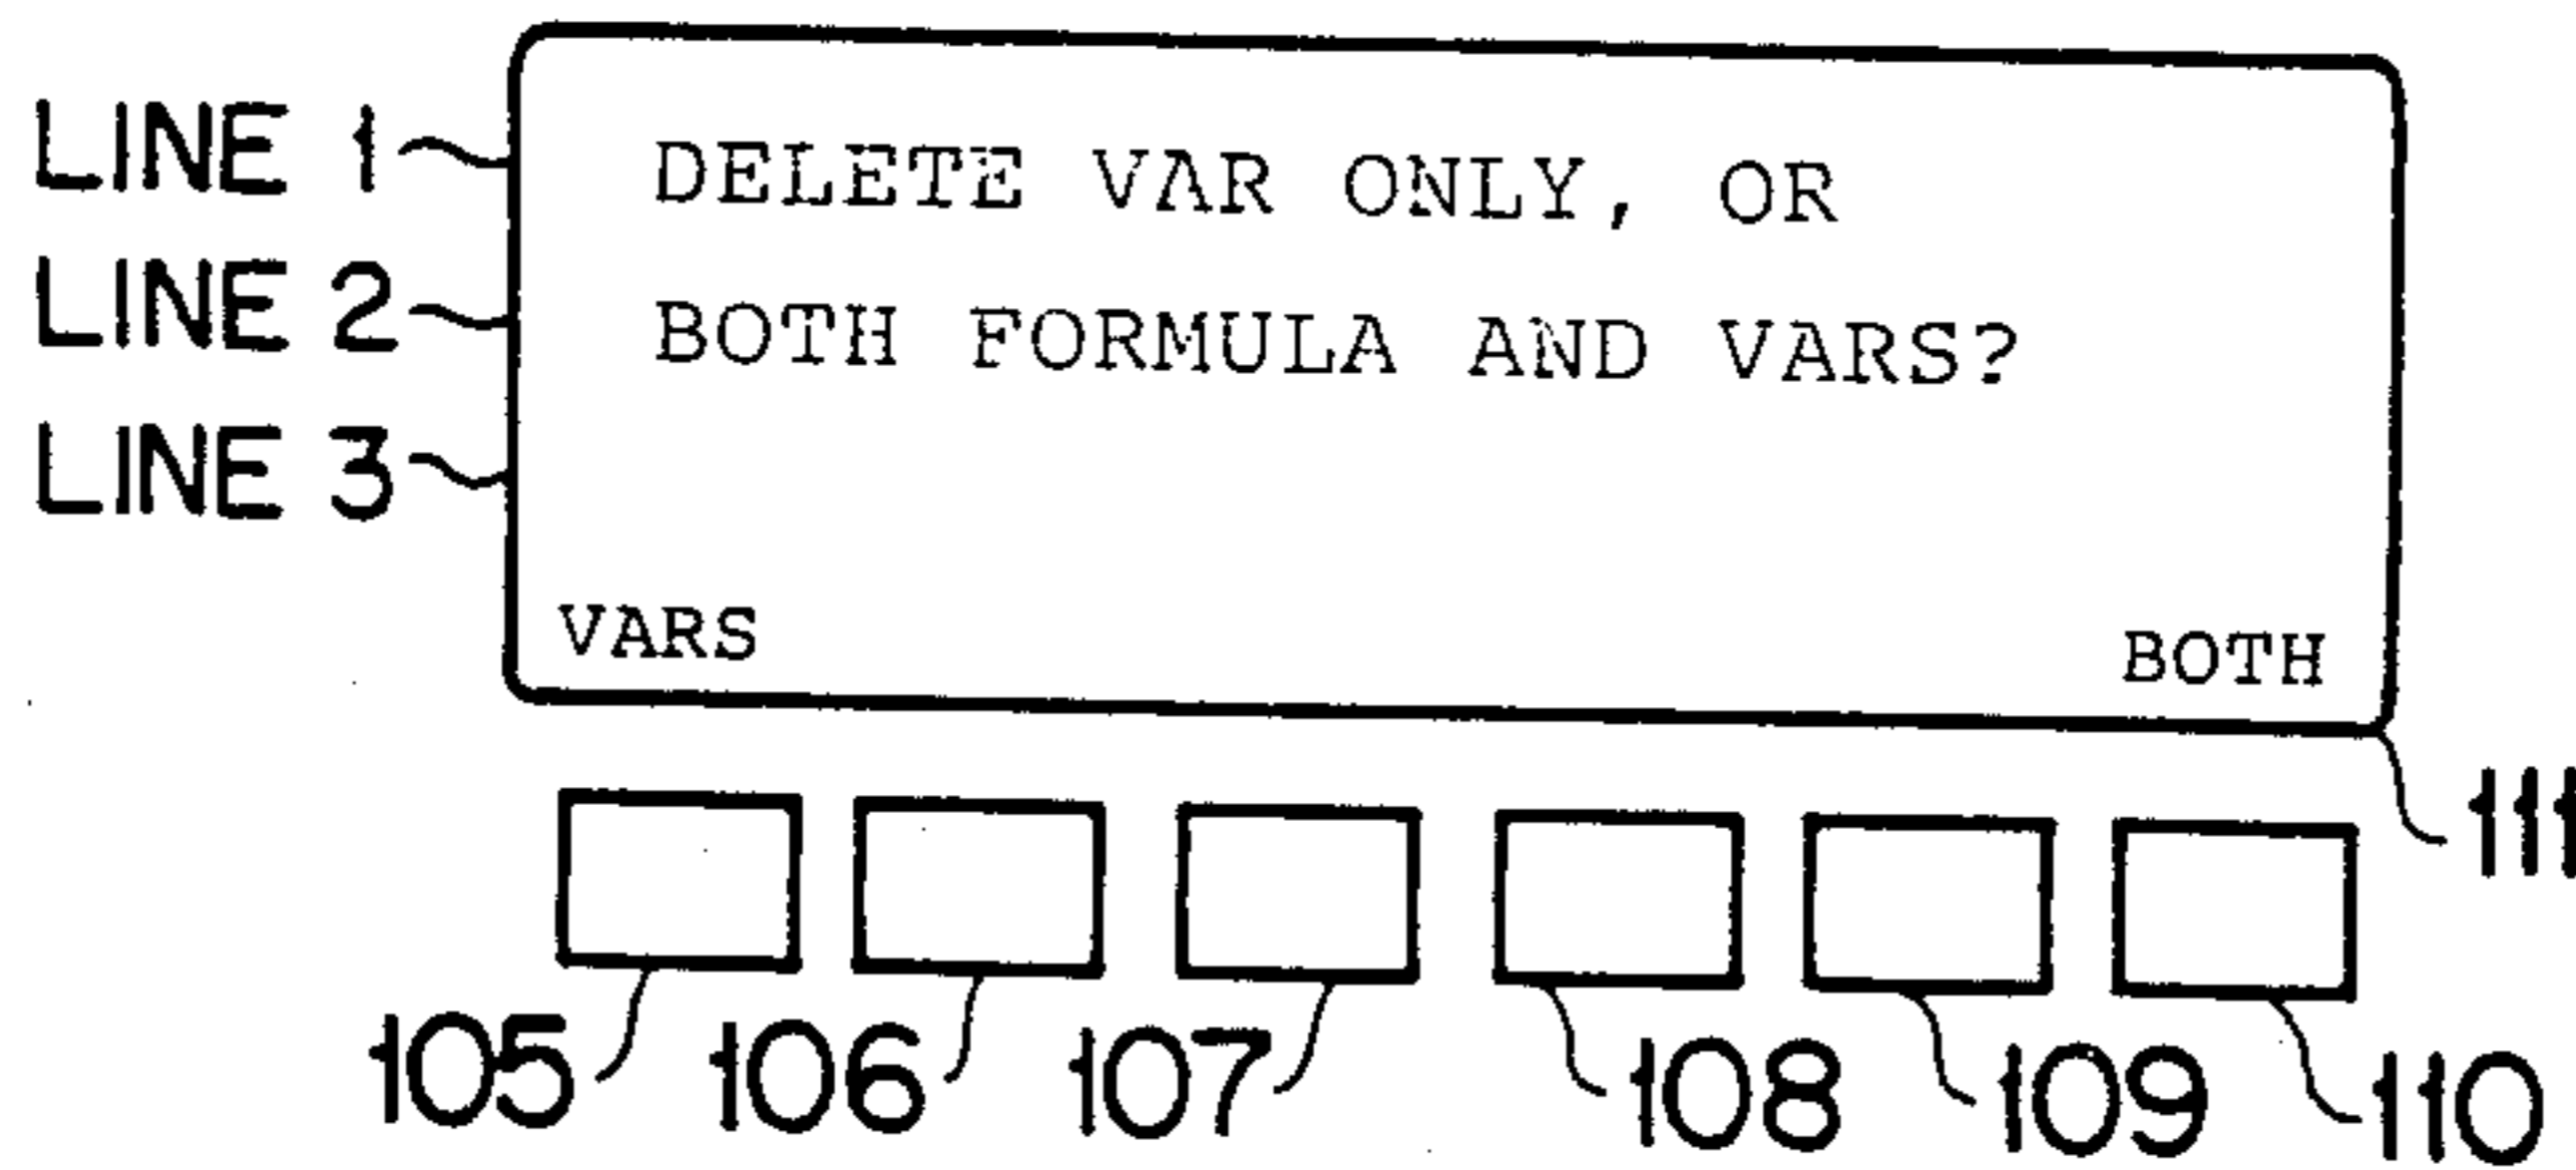 LINE 1 DELETE VAR ONLY, OR
LINE 2 BOTH FORMULA AND VARS?
LINE 3
VARS BOTH
111
105 106 107 108 109 110